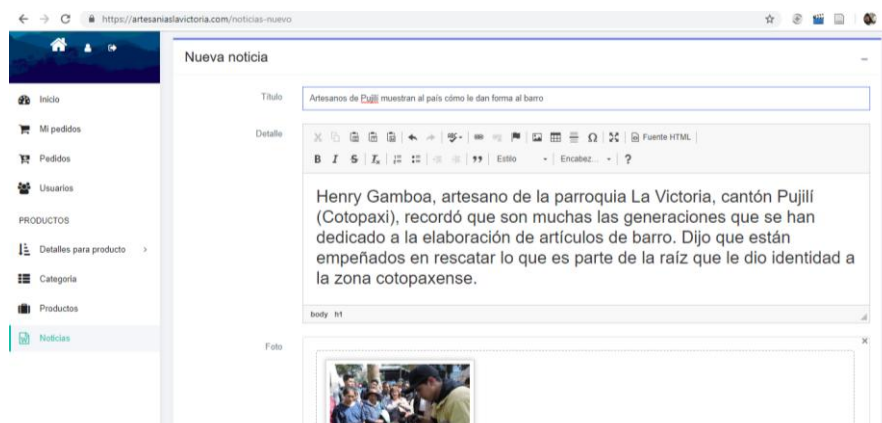 https://artesaniaslavictoria.com/noticias-nuevo
Nueva noticia
Inicio
Mi pedidos
Pedidos
Usuarios
PRODUCTOS
Detalles para producto
Categoria
Productos
Noticias
Título
Artesanos de Pujilí muestran al país cómo le dan forma al barro
Detalle
Fuente HTML
B I S Ix Estilo Encabez... ?
Henry Gamboa, artesano de la parroquia La Victoria, cantón Pujilí
(Cotopaxi), recordó que son muchas las generaciones que se han
dedicado a la elaboración de artículos de barro. Dijo que están
empeñados en rescatar lo que es parte de la raíz que le dio identidad a
la zona cotopaxense.
body h1
Foto